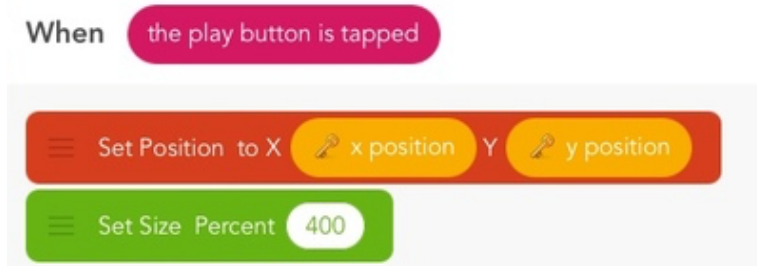 When the play button is tapped
Set Position to X x position Y y position
Set Size Percent 400